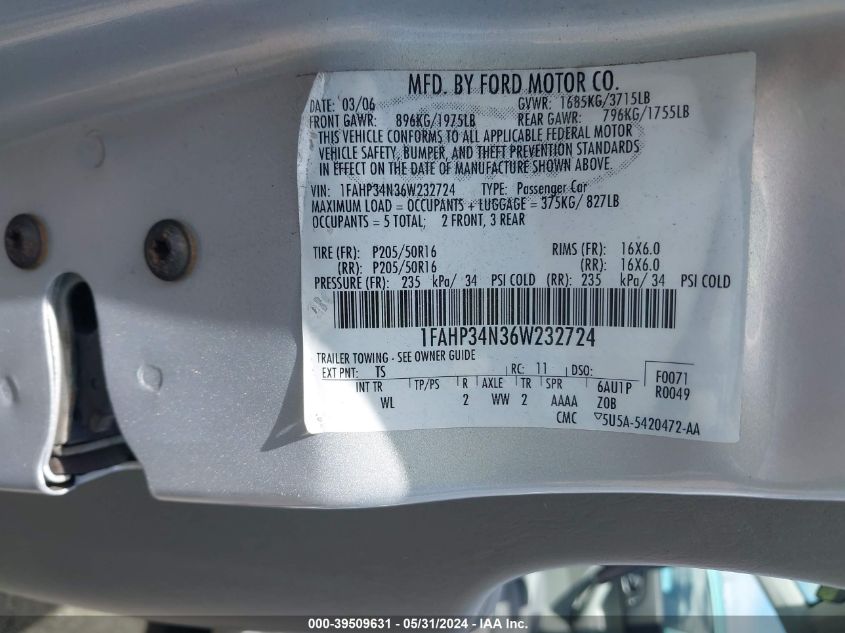 MFD. BY FORD MOTOR CO.
DATE: 03/06 GVWR: 1685KG/3715LB
FRONT GAWR: 896KG/1975LB REAR GAWR: 796KG/1755LB
THIS VEHICLE CONFORMS TO ALL APPLICABLE FEDERAL MOTOR
VEHICLE SAFETY, BUMPER, AND THEFT PREVENTION STANDARDS
IN EFFECT ON THE DATE OF MANUFACTURE SHOWN ABOVE.
VIN: 1FAHP34N36W232724 TYPE: Passenger Car
MAXIMUM LOAD = OCCUPANTS + LUGGAGE = 375KG/ 827LB
OCCUPANTS = 5 TOTAL; 2 FRONT, 3 REAR
TIRE (FR): P205/50R16 RIMS (FR): 16X6.0
(RR): P205/50R16 (RR): 16X6.0
PRESSURE (FR): 235 kPa/ 34 PSI COLD (RR): 235 kPa/ 34 PSI COLD
1FAHP34N36W232724
TRAILER TOWING - SEE OWNER GUIDE
EXT PNT: TS RC: 11 DSO: F0071
INT TR TP/PS R AXLE TR SPR 6AU1P R0049
WL 2 WW 2 AAAA Z0B
CMC 5U5A-5420472-AA
000-39509631 - 05/31/2024 - IAA Inc.